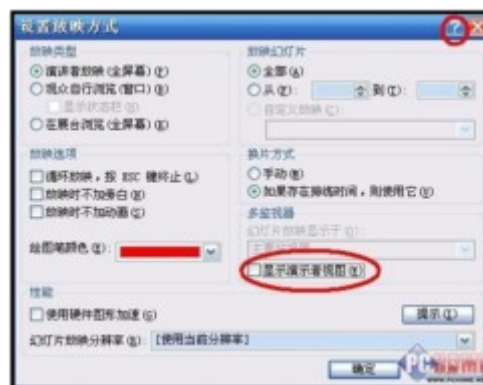 设置放映方式
放映类型
演讲者放映(全屏幕)(P)
观众自行浏览(窗口)(B)
显示状态栏(H)
在展台浏览(全屏幕)(K)
放映选项
循环放映，按 ESC 键终止(L)
放映时不加旁白(N)
放映时不加动画(S)
绘图笔颜色(E):
放映幻灯片
全部(A)
从(F): 到(T):
自定义放映(C):
换片方式
手动(M)
如果存在排练时间，则使用它(U)
多监视器
幻灯片放映显示于(O):
主要监视器
显示演示者视图(W)
性能
使用硬件图形加速(G) 提示(I)
幻灯片放映分辨率(R): [使用当前分辨率]
确定